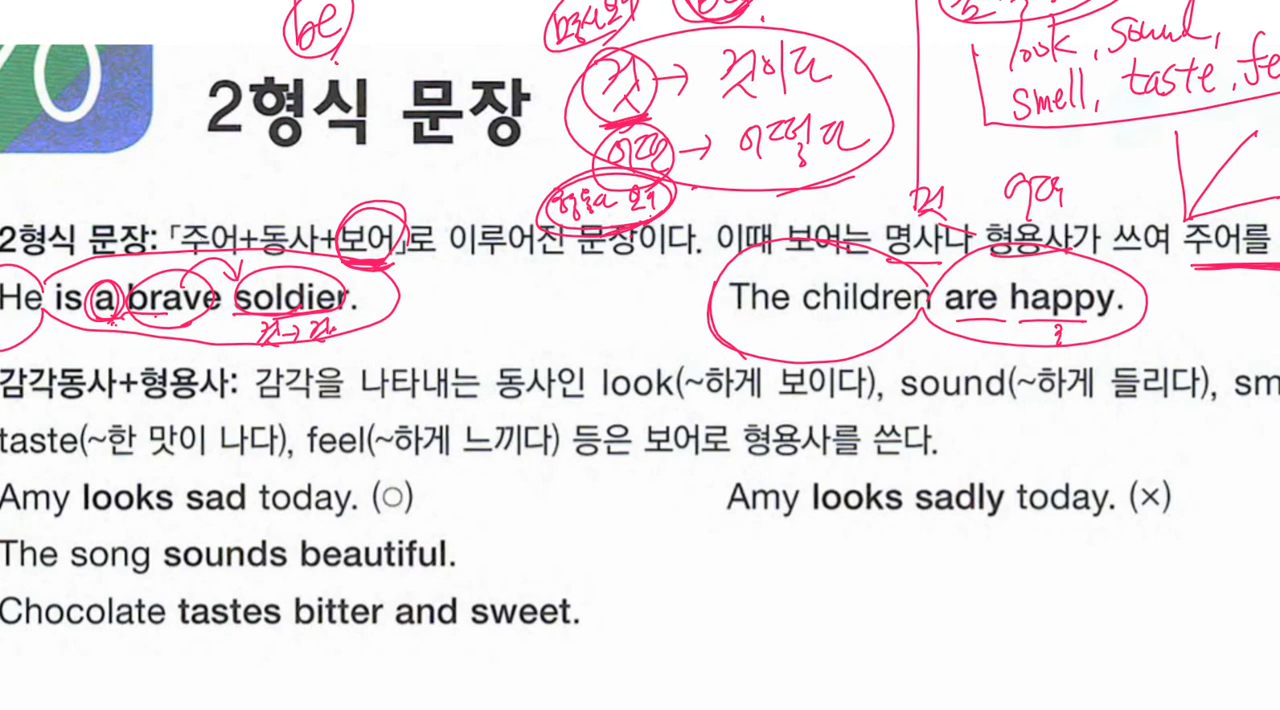 be
be.
look, sound,
smell, taste, fe
것 → 것이다
어떤 → 어떻다
2형식 문장
형용사 보어
것
어떤
2형식 문장: 「주어+동사+보어」로 이루어진 문장이다. 이때 보어는 명사나 형용사가 쓰여 주어를
He is a brave soldier.
The children are happy.
것→것.
감각동사+형용사: 감각을 나타내는 동사인 look(~하게 보이다), sound(~하게 들리다), sm
taste(~한 맛이 나다), feel(~하게 느끼다) 등은 보어로 형용사를 쓴다.
Amy looks sad today. (○)
Amy looks sadly today. (×)
The song sounds beautiful.
Chocolate tastes bitter and sweet.